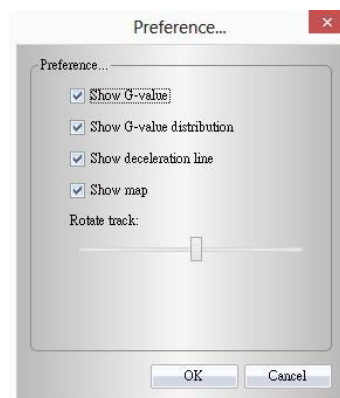 Preference...
Preference...
Show G-value
Show G-value distribution
Show deceleration line
Show map
Rotate track:
OK
Cancel